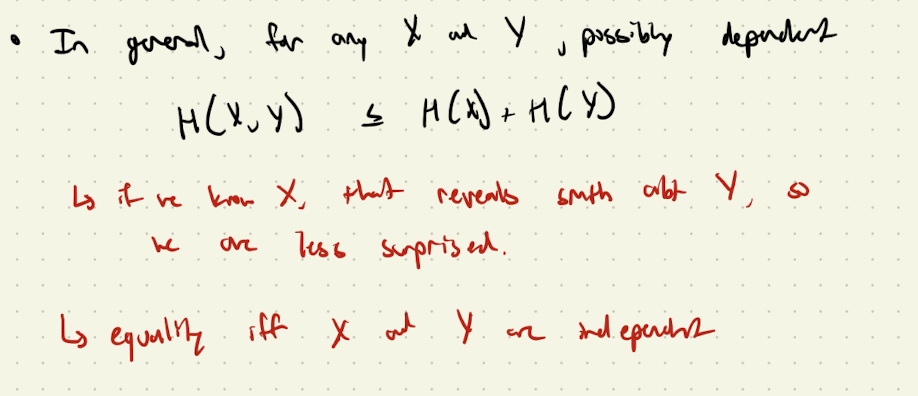 • In general, for any X and Y, possibly dependent
H(X, Y) ≤ H(X) + H(Y)
↳ if we know X, that reveals smth abt Y, so
we are less surprised.
↳ equality iff X and Y are independent